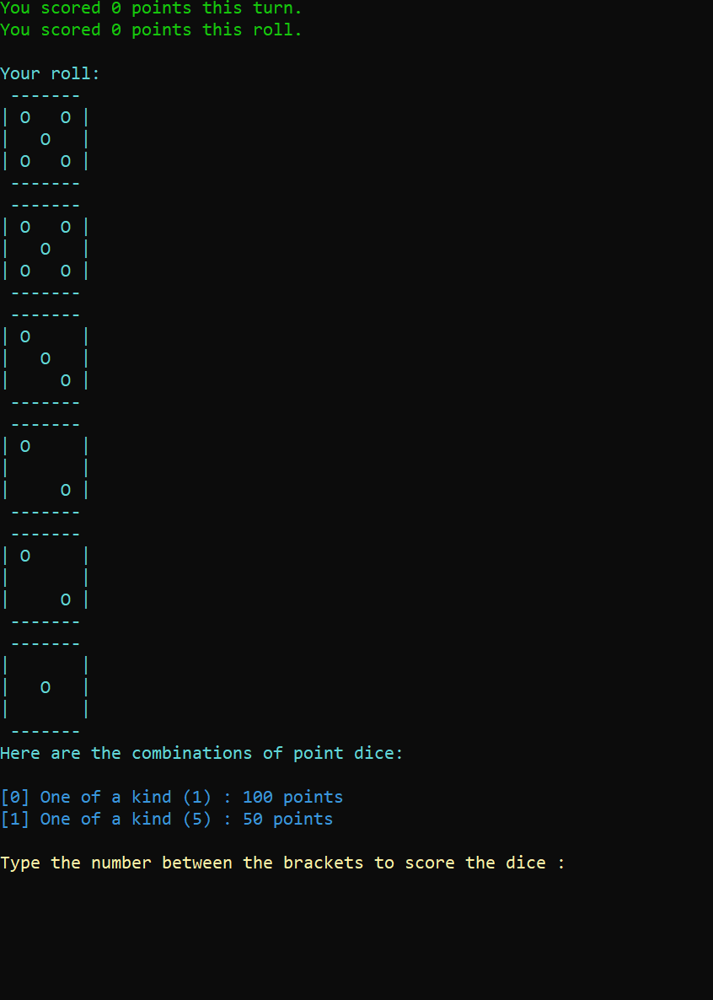 You scored 0 points this turn.
You scored 0 points this roll.
Your roll:
 -------
| O   O |
|   O   |
| O   O |
 -------
 -------
| O   O |
|   O   |
| O   O |
 -------
 -------
| O     |
|   O   |
|     O |
 -------
 -------
| O     |
|       |
|     O |
 -------
 -------
| O     |
|       |
|     O |
 -------
 -------
|       |
|   O   |
|       |
 -------
Here are the combinations of point dice:
[0] One of a kind (1) : 100 points
[1] One of a kind (5) : 50 points
Type the number between the brackets to score the dice :